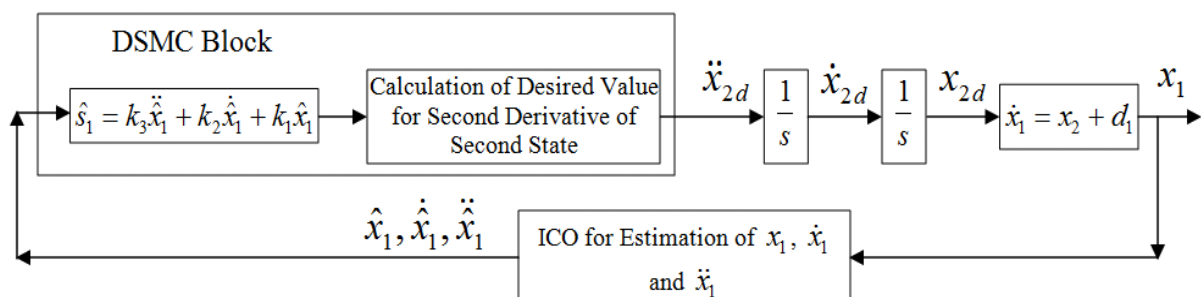 DSMC Block
ŝ₁ = k₃x̂̈₁ + k₂x̂̇₁ + k₁x̂₁
Calculation of Desired Value
for Second Derivative of
Second State
ẍ₂d
1/s
ẋ₂d
1/s
x₂d
ẋ₁ = x₂ + d₁
x₁
x̂₁, x̂̇₁, x̂̈₁
ICO for Estimation of x₁, ẋ₁
and ẍ₁